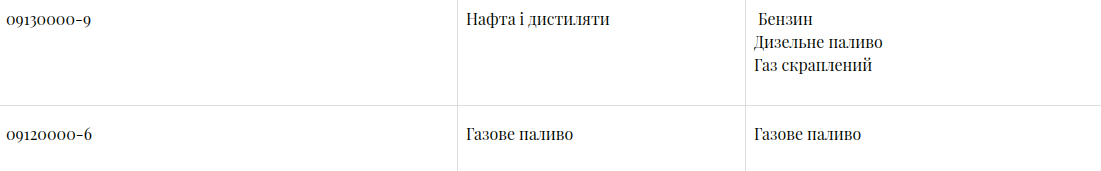 09130000-9
Нафта і дистиляти
Бензин
Дизельне паливо
Газ скраплений
09120000-6
Газове паливо
Газове паливо